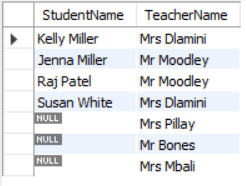 StudentName TeacherName
Kelly Miller Mrs Dlamini
Jenna Miller Mr Moodley
Raj Patel Mr Moodley
Susan White Mrs Dlamini
NULL Mrs Pillay
NULL Mr Bones
NULL Mrs Mbali